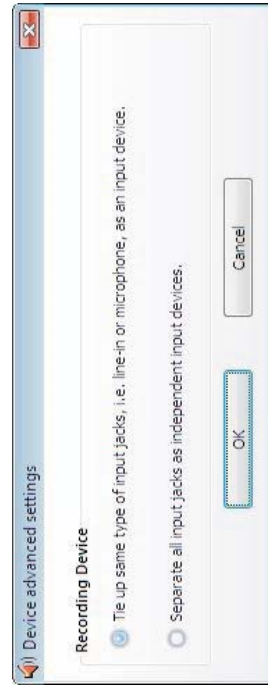 Device advanced settings
Recording Device
Tie up same type of input jacks, i.e. line-in or microphone, as an input device.
Separate all input jacks as independent input devices.
OK
Cancel